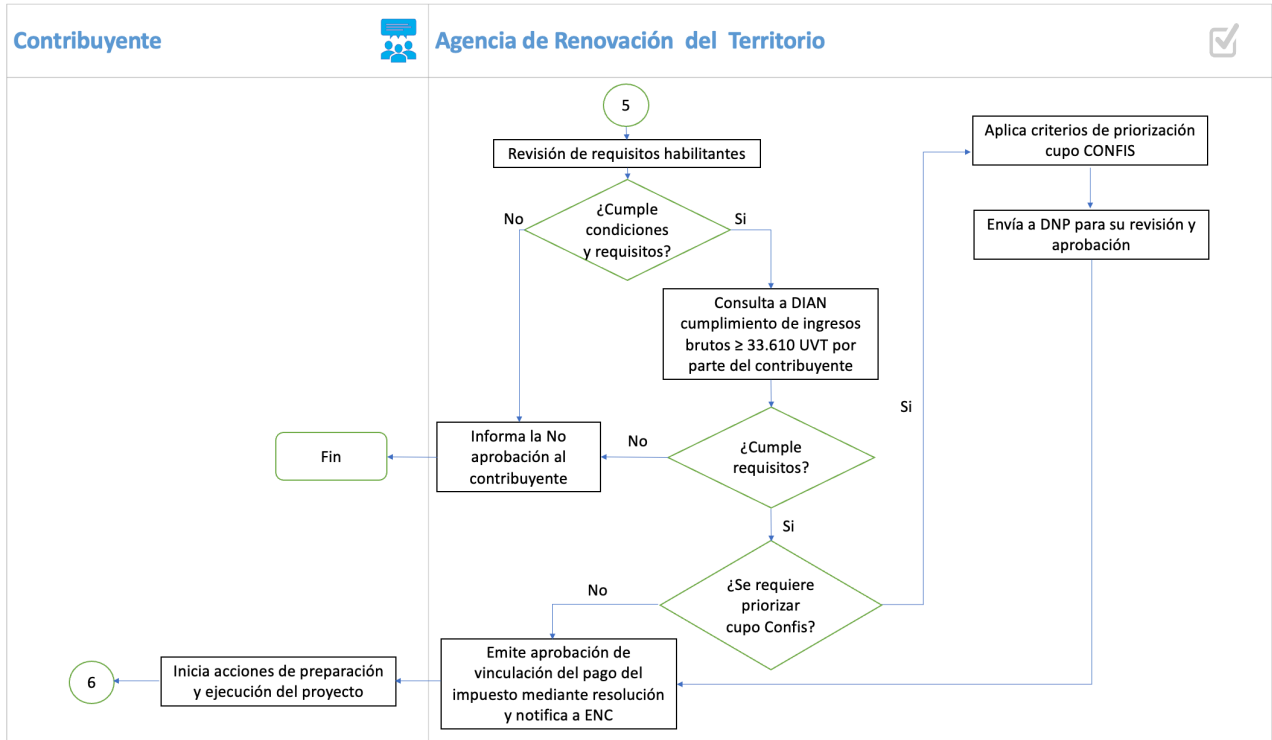 Contribuyente
Agencia de Renovación del Territorio
5
Revisión de requisitos habilitantes
Aplica criterios de priorización
cupo CONFIS
No
¿Cumple
condiciones
y requisitos?
Si
Envía a DNP para su revisión y
aprobación
Consulta a DIAN
cumplimiento de ingresos
brutos ≥ 33.610 UVT por
parte del contribuyente
Si
Fin
Informa la No
aprobación al
contribuyente
No
¿Cumple
requisitos?
Si
¿Se requiere
priorizar
cupo Confis?
No
6
Inicia acciones de preparación
y ejecución del proyecto
Emite aprobación de
vinculación del pago del
impuesto mediante resolución
y notifica a ENC